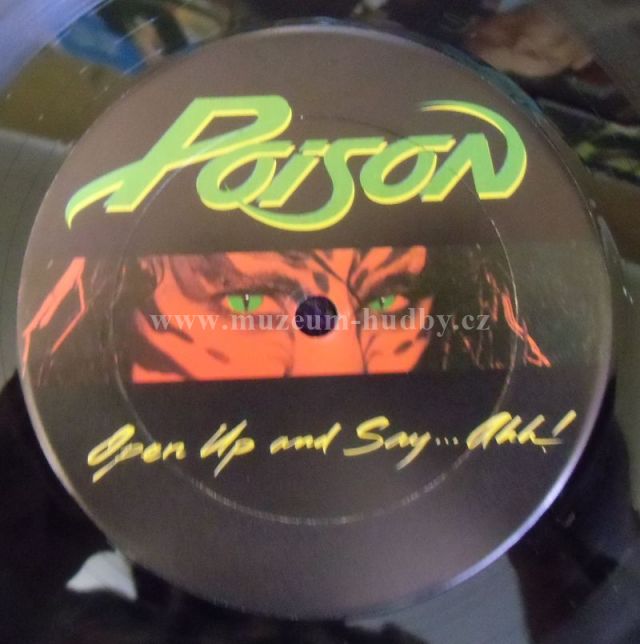 POISON
www.muzeum-hudby.cz
Open Up and Say... Ahh!